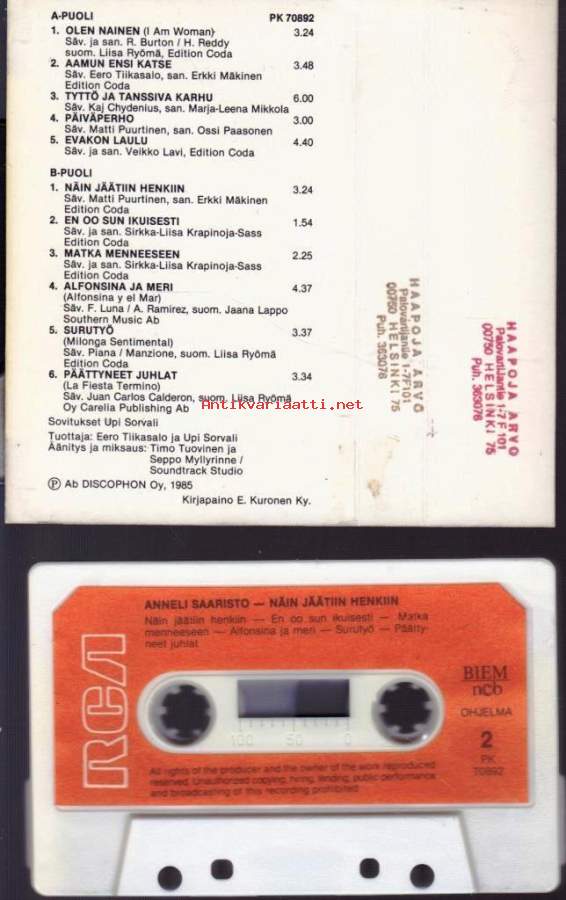 A-PUOLI PK 70892
1. OLEN NAINEN (I Am Woman) 3.24
Säv. ja san. R. Burton / H. Reddy
suom. Liisa Ryömä, Edition Coda
2. AAMUN ENSI KATSE 3.48
Säv. Eero Tiikasalo, san. Erkki Mäkinen
Edition Coda
3. TYTTÖ JA TANSSIVA KARHU 6.00
Säv. Kaj Chydenius, san. Marja-Leena Mikkola
4. PÄIVÄPERHO 3.00
Säv. Matti Puurtinen, san. Ossi Paasonen
5. EVAKON LAULU 4.40
Säv. ja san. Veikko Lavi, Edition Coda
B-PUOLI
1. NÄIN JÄÄTIIN HENKIIN 3.24
Säv. Matti Puurtinen, san. Erkki Mäkinen
Edition Coda
2. EN OO SUN IKUISESTI 1.54
Säv. ja san. Sirkka-Liisa Krapinoja-Sass
Edition Coda
3. MATKA MENNEESEEN 2.25
Säv. ja san. Sirkka-Liisa Krapinoja-Sass
Edition Coda
4. ALFONSINA JA MERI 4.37
(Alfonsina y el Mar)
Säv. F. Luna / A. Ramirez, suom. Jaana Lappo
Southern Music Ab
5. SURUTYÖ 3.37
(Milonga Sentimental)
Säv. Piana / Manzione, suom. Liisa Ryömä
Edition Coda
6. PÄÄTTYNEET JUHLAT 3.34
(La Fiesta Termino)
Säv. Juan Carlos Calderon, suom. Liisa Ryömä
Oy Carelia Publishing Ab
Antikvariaatti.net
Sovitukset Upi Sorvali
Tuottaja: Eero Tiikasalo ja Upi Sorvali
Äänitys ja miksaus: Timo Tuovinen ja
Seppo Myllyrinne /
Soundtrack Studio
Ⓟ Ab DISCOPHON Oy, 1985
Kirjapaino E. Kuronen Ky.
HAAPOJA ARVO
Palovartijantie 1-7 F 101
00750 HELSINKI 75
Puh. 363076
HAAPOJA ARVO
Palovartijantie 1-7 F 101
00750 HELSINKI 75
Puh. 363076
ANNELI SAARISTO — NÄIN JÄÄTIIN HENKIIN
Näin jäätiin henkiin — En oo sun ikuisesti — Matka
menneeseen — Alfonsina ja meri — Surutyö — Päätty-
neet juhlat
RCA
BIEM
ncb
OHJELMA
2
PK
70892
100 50 0
All rights of the producer and the owner of the work reproduced
reserved. Unauthorized copying, hiring, lending, public performance
and broadcasting of this recording prohibited